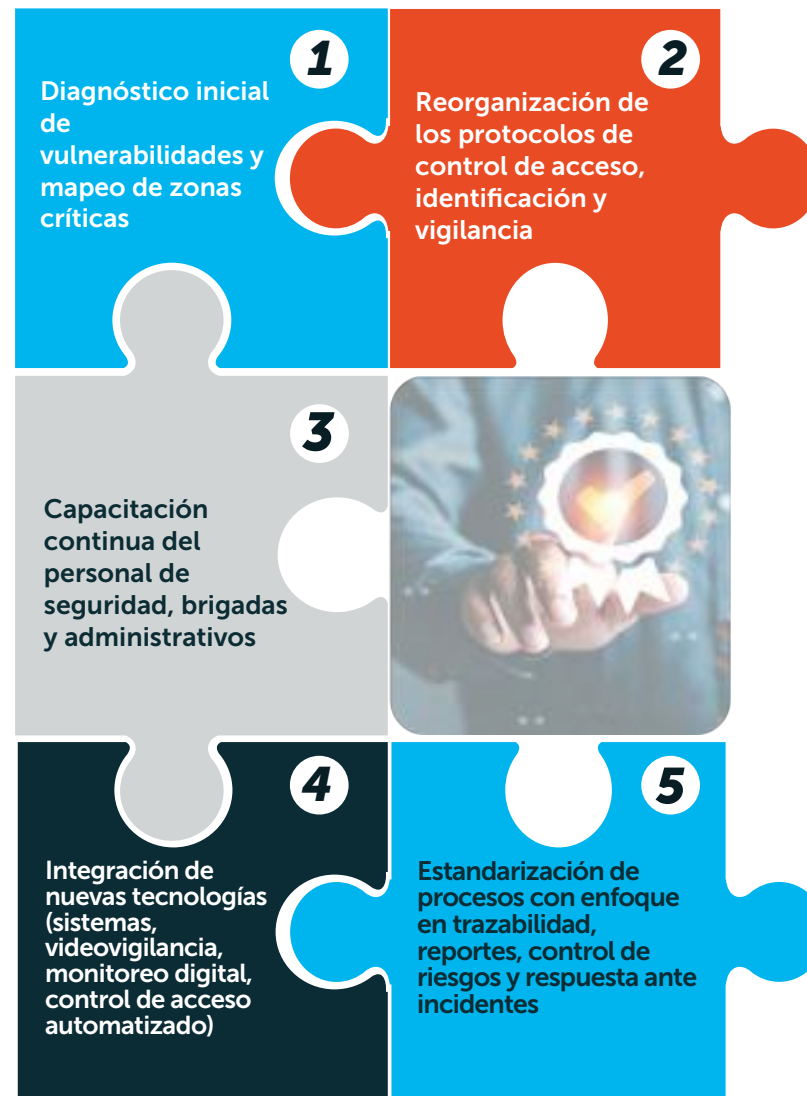 1
Diagnóstico inicial
de
vulnerabilidades y
mapeo de zonas
críticas
2
Reorganización de
los protocolos de
control de acceso,
identificación y
vigilancia
3
Capacitación
continua del
personal de
seguridad, brigadas
y administrativos
4
Integración de
nuevas tecnologías
(sistemas,
videovigilancia,
monitoreo digital,
control de acceso
automatizado)
5
Estandarización de
procesos con enfoque
en trazabilidad,
reportes, control de
riesgos y respuesta ante
incidentes